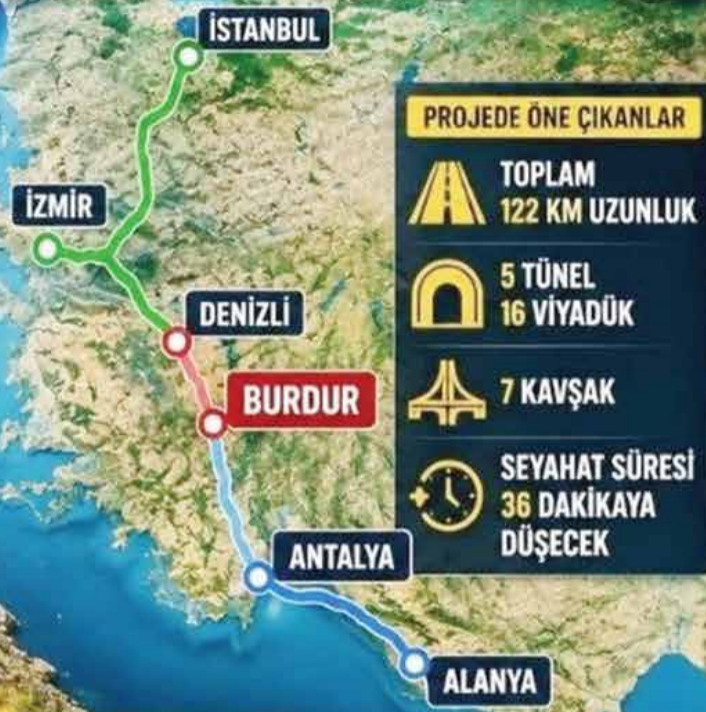 İSTANBUL
İZMİR
DENİZLİ
BURDUR
ANTALYA
ALANYA
PROJEDE ÖNE ÇIKANLAR
TOPLAM
122 KM UZUNLUK
5 TÜNEL
16 VİYADÜK
7 KAVŞAK
SEYAHAT SÜRESİ
36 DAKİKAYA
DÜŞECEK